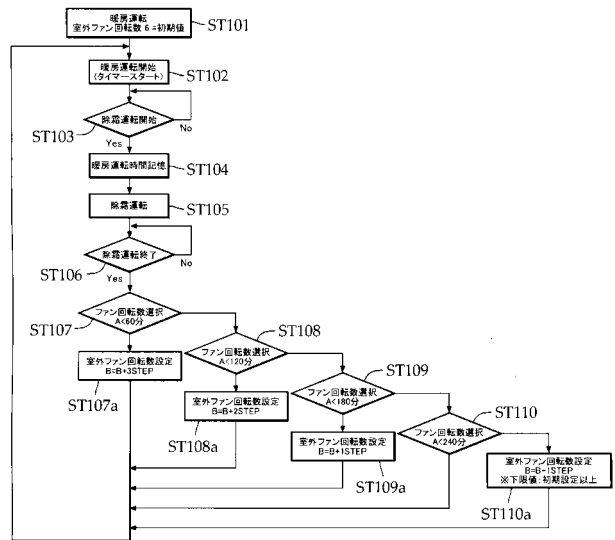 暖房運転
室外ファン回転数 6 =初期値
ST101
暖房運転開始
(タイマースタート)
ST102
除霜運転開始
ST103
No
Yes
暖房運転時間記憶
ST104
除霜運転
ST105
除霜運転終了
ST106
No
Yes
ファン回転数選択
A<60分
ST107
室外ファン回転数設定
B=B+3STEP
ST107a
ファン回転数選択
A<120分
ST108
室外ファン回転数設定
B=B+2STEP
ST108a
ファン回転数選択
A<180分
ST109
室外ファン回転数設定
B=B+1STEP
ST109a
ファン回転数選択
A<240分
ST110
室外ファン回転数設定
B=B-1STEP
※下限値:初期設定以上
ST110a